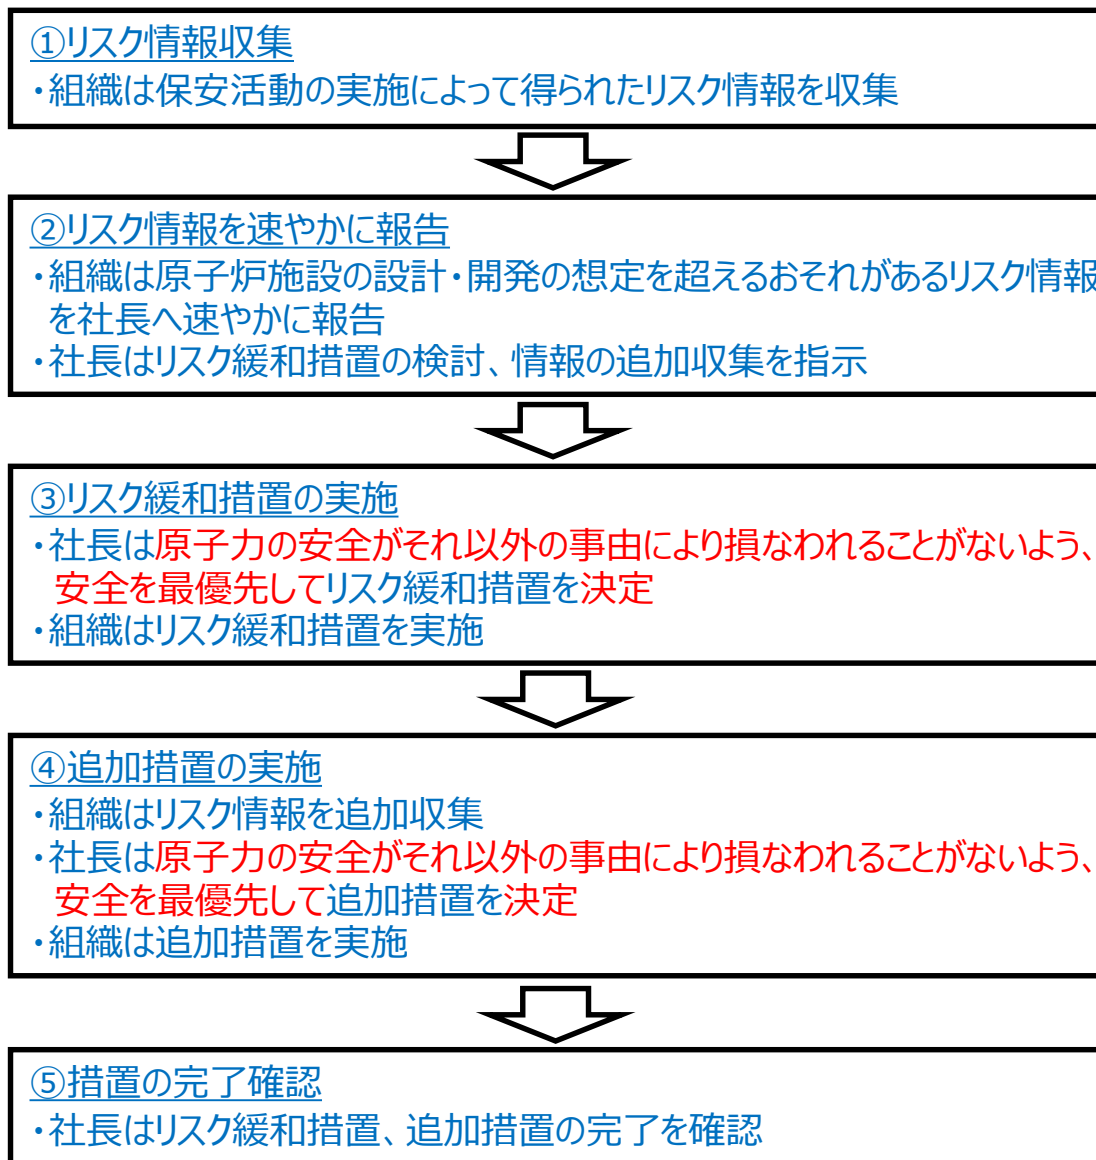 ①リスク情報収集
・組織は保安活動の実施によって得られたリスク情報を収集
②リスク情報を速やかに報告
・組織は原子炉施設の設計・開発の想定を超えるおそれがあるリスク情報
を社長へ速やかに報告
・社長はリスク緩和措置の検討、情報の追加収集を指示
③リスク緩和措置の実施
・社長は原子力の安全がそれ以外の事由により損なわれることがないよう、
安全を最優先してリスク緩和措置を決定
・組織はリスク緩和措置を実施
④追加措置の実施
・組織はリスク情報を追加収集
・社長は原子力の安全がそれ以外の事由により損なわれることがないよう、
安全を最優先して追加措置を決定
・組織は追加措置を実施
⑤措置の完了確認
・社長はリスク緩和措置、追加措置の完了を確認